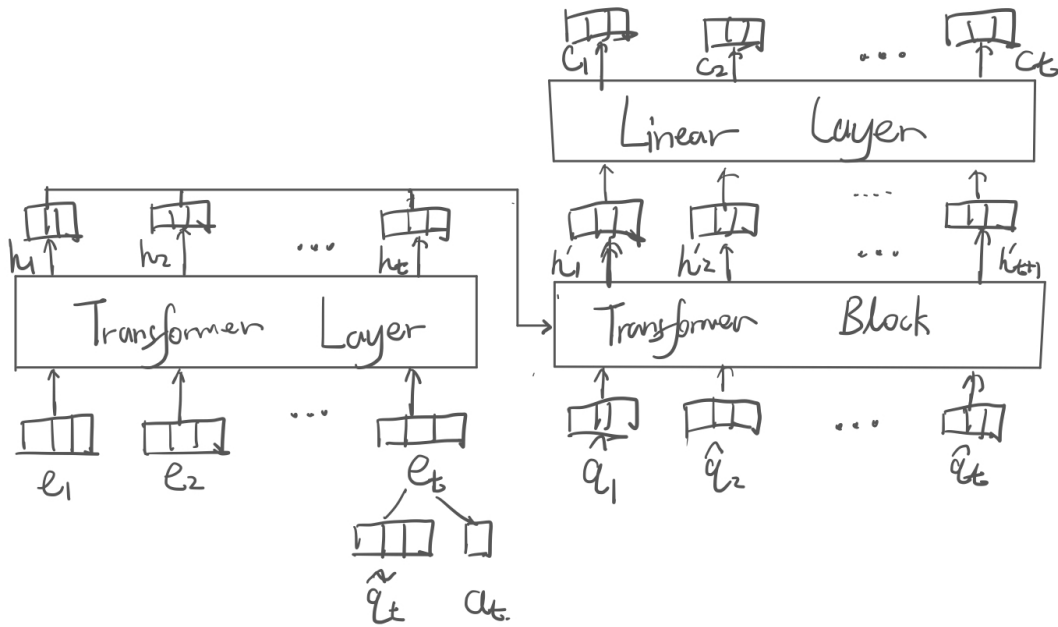 C₁ C₂ ... Cₜ
Linear Layer
h₁ h₂ ... hₜ
h′₁ h′₂ ... h′ₜ₊₁
Transformer Layer
Transformer Block
e₁ e₂ ... eₜ
q̂₁ q̂₂ ... q̂ₜ
q̃ₜ aₜ